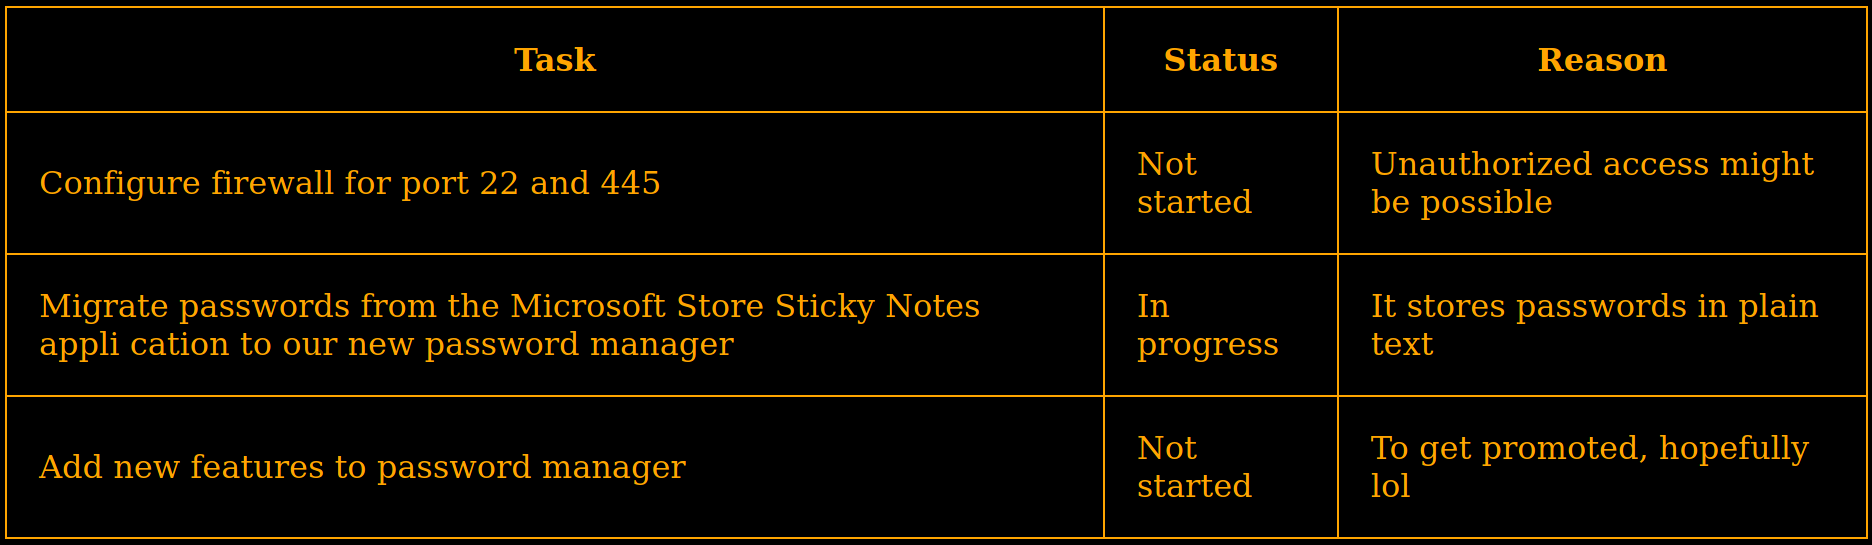 Task Status Reason
Configure firewall for port 22 and 445
Not
started
Unauthorized access might
be possible
Migrate passwords from the Microsoft Store Sticky Notes
appli cation to our new password manager
In
progress
It stores passwords in plain
text
Add new features to password manager
Not
started
To get promoted, hopefully
lol